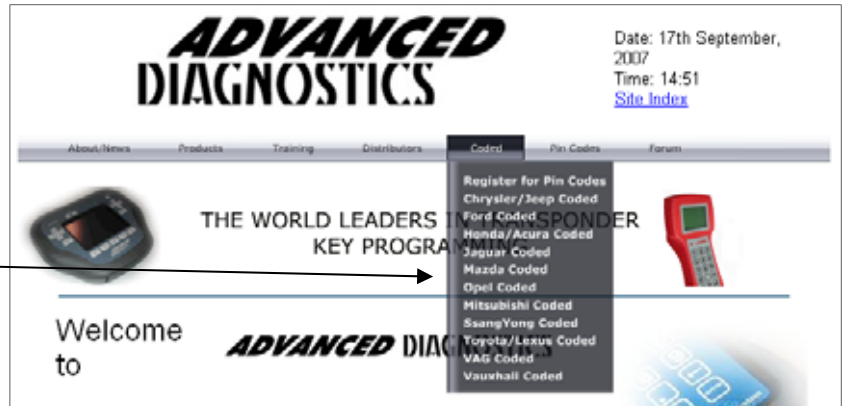 ADVANCED
DIAGNOSTICS
Date: 17th September,
2007
Time: 14:51
Site Index
About/News Products Training Distributors Coded Pin Codes Forum
Register for Pin Codes
Chrysler/Jeep Coded
Ford Coded
Honda/Acura Coded
Jaguar Coded
Mazda Coded
Opel Coded
Mitsubishi Coded
SsangYong Coded
Toyota/Lexus Coded
VAG Coded
Vauxhall Coded
THE WORLD LEADERS IN TRANSPONDER
KEY PROGRAMMING
Welcome
to
ADVANCED DIAGNOSTICS